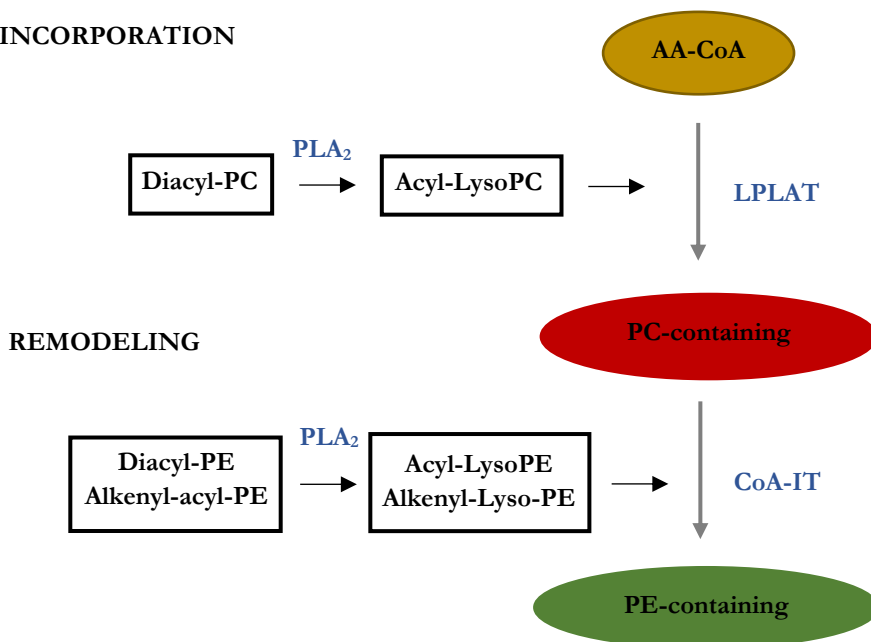 INCORPORATION
AA-CoA
PLA₂
Diacyl-PC
Acyl-LysoPC
LPLAT
PC-containing
REMODELING
PLA₂
Diacyl-PE
Alkenyl-acyl-PE
Acyl-LysoPE
Alkenyl-Lyso-PE
CoA-IT
PE-containing